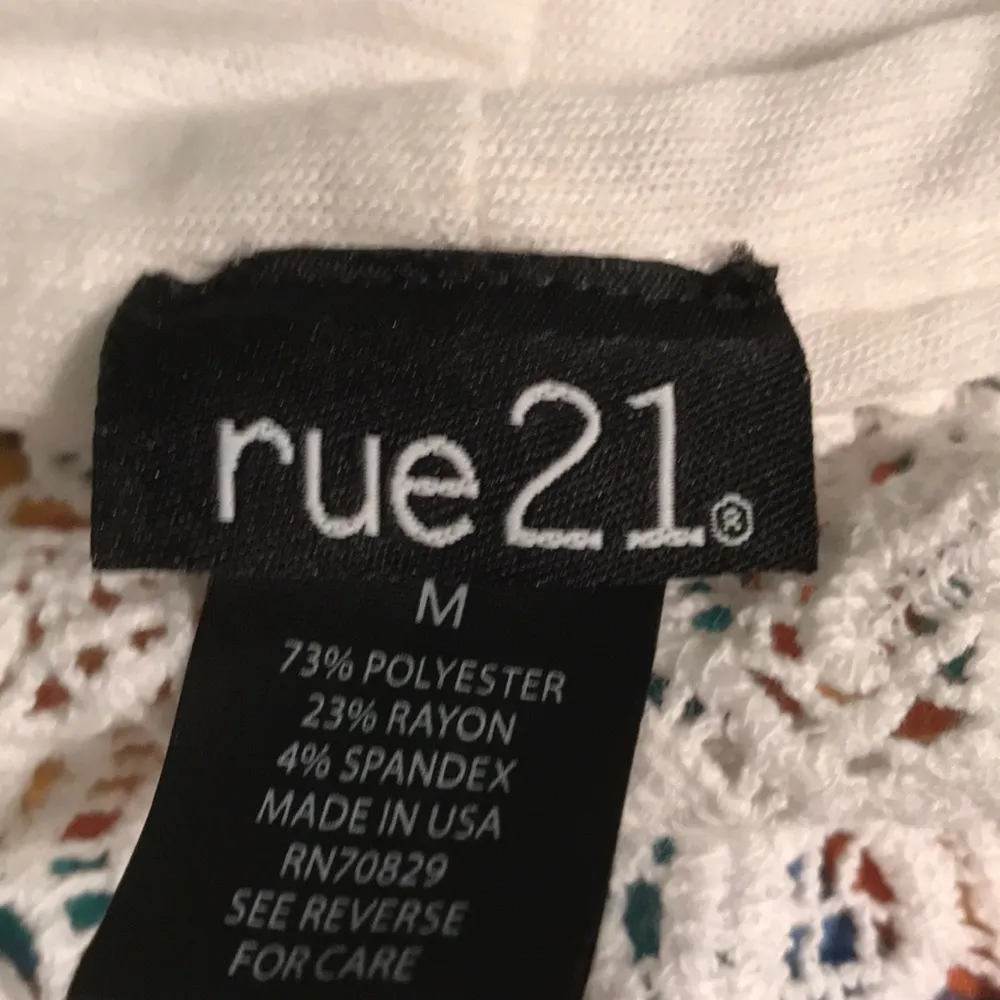 rue21®
M
73% POLYESTER
23% RAYON
4% SPANDEX
MADE IN USA
RN70829
SEE REVERSE
FOR CARE